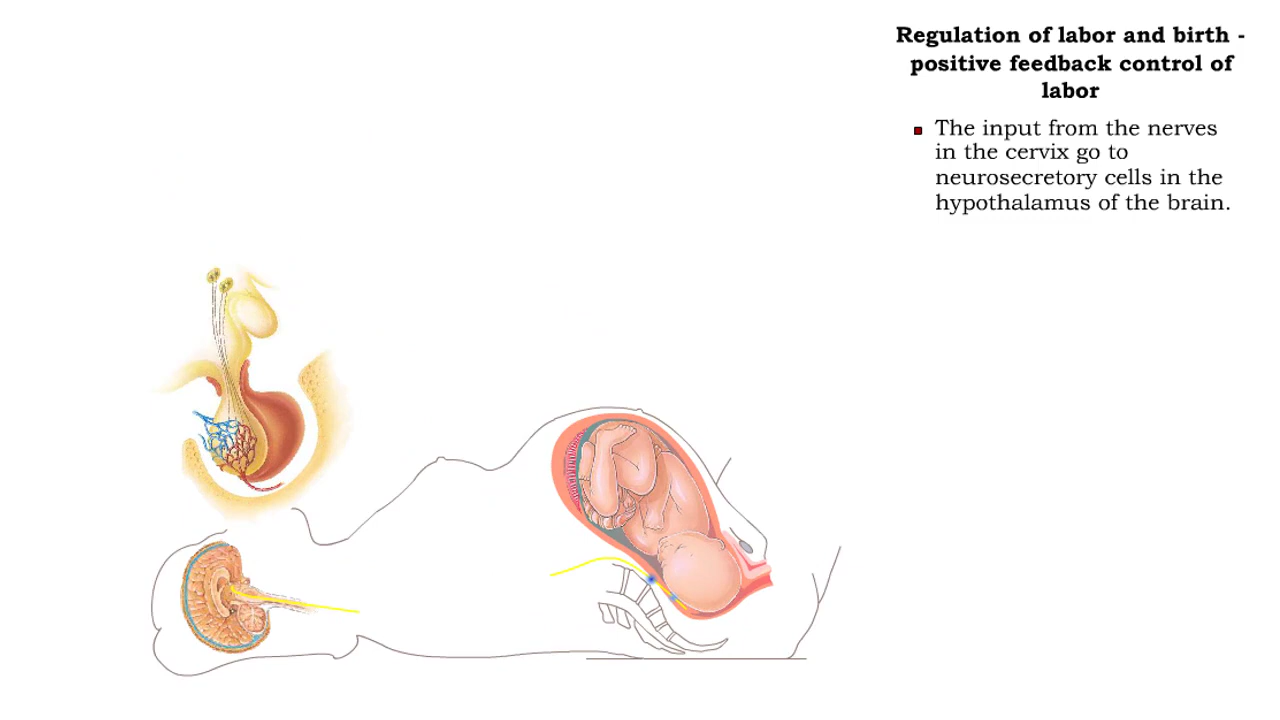 Regulation of labor and birth -
positive feedback control of
labor
The input from the nerves
in the cervix go to
neurosecretory cells in the
hypothalamus of the brain.